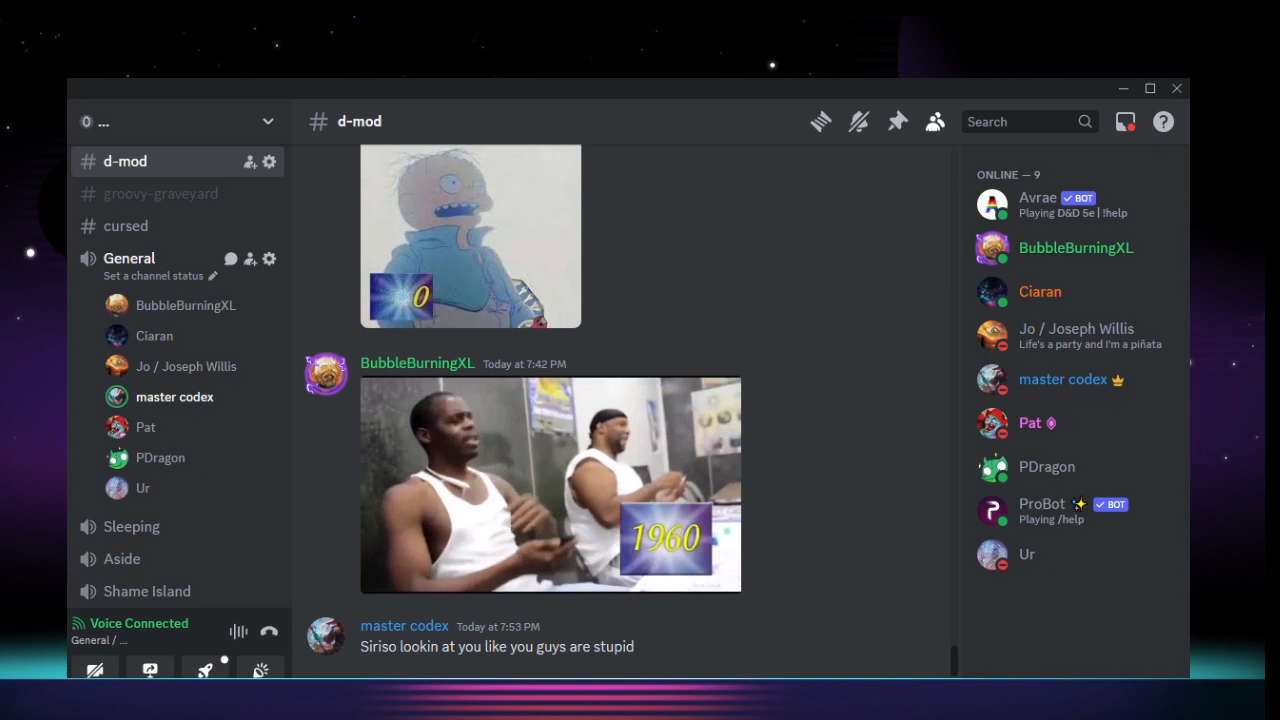 ...
d-mod
groovy-graveyard
cursed
General
Set a channel status
BubbleBurningXL
Ciaran
Jo / Joseph Willis
master codex
Pat
PDragon
Ur
Sleeping
Aside
Shame Island
Voice Connected
General / ...
d-mod
Search
0
BubbleBurningXL Today at 7:42 PM
1960
master codex Today at 7:53 PM
Siriso lookin at you like you guys are stupid
ONLINE — 9
Avrae BOT
Playing D&D 5e | !help
BubbleBurningXL
Ciaran
Jo / Joseph Willis
Life's a party and I'm a piñata
master codex
Pat
PDragon
ProBot ✨ BOT
Playing /help
Ur